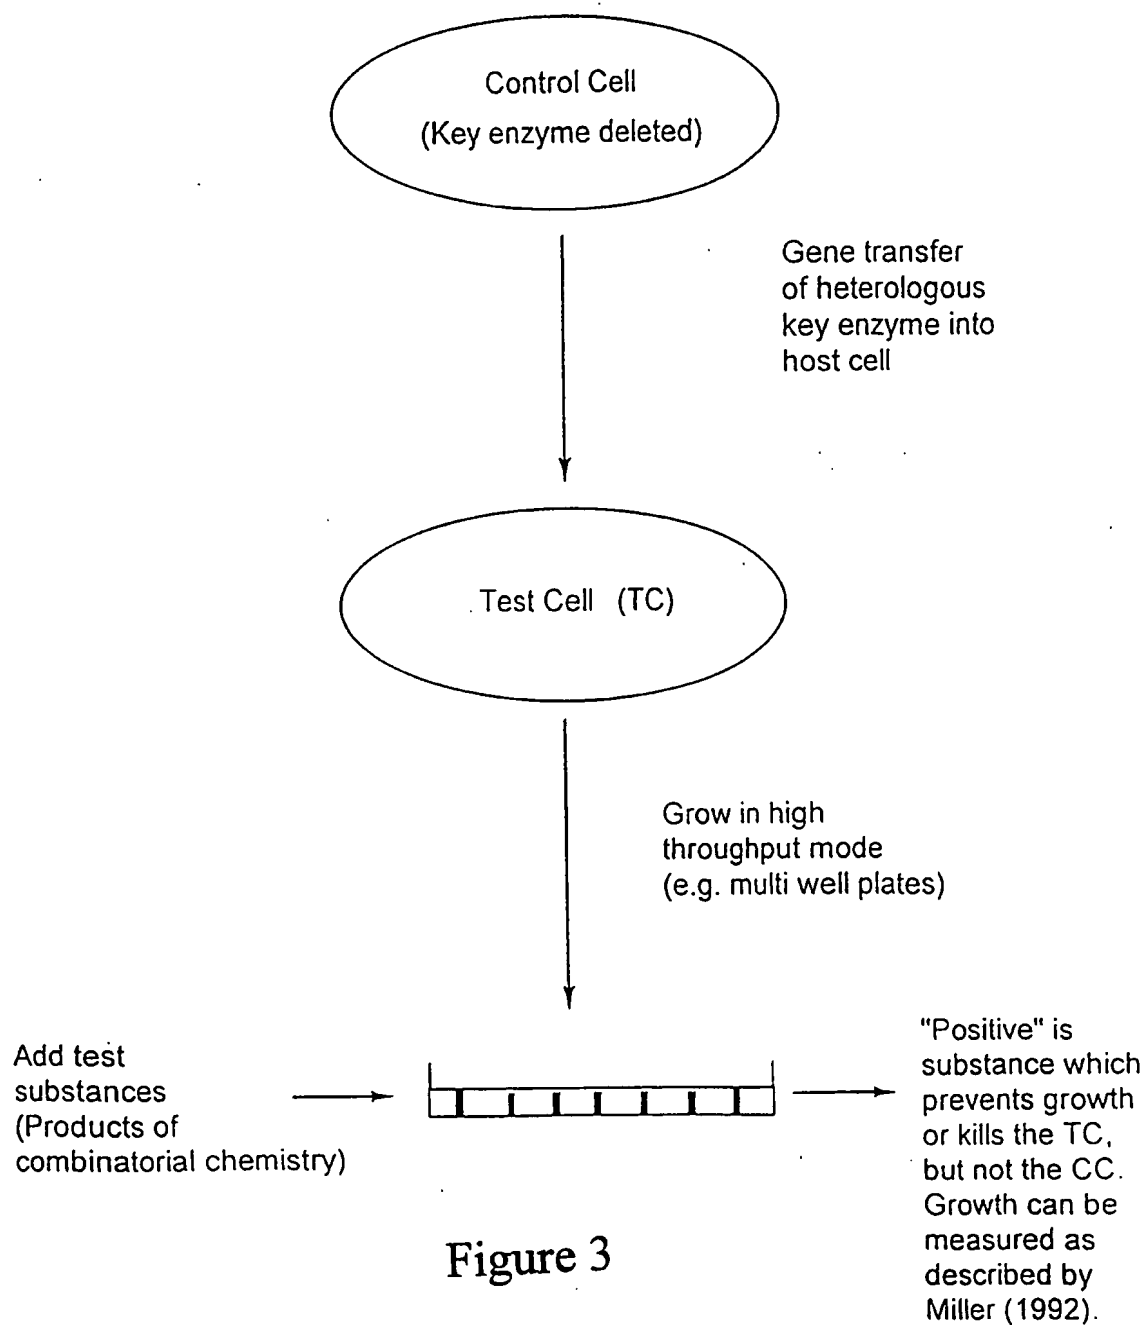 Control Cell
(Key enzyme deleted)
Gene transfer
of heterologous
key enzyme into
host cell
Test Cell (TC)
Grow in high
throughput mode
(e.g. multi well plates)
Add test
substances
(Products of
combinatorial chemistry)
"Positive" is
substance which
prevents growth
or kills the TC,
but not the CC.
Growth can be
measured as
described by
Miller (1992).
Figure 3